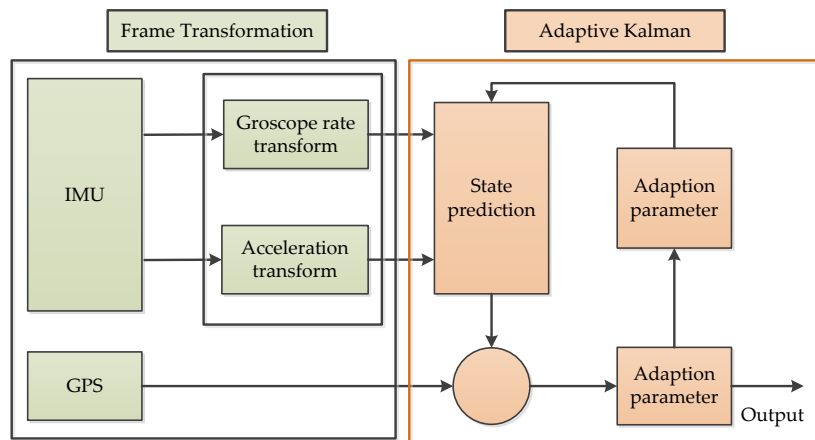 Frame Transformation
Adaptive Kalman
IMU
Groscope rate
transform
Acceleration
transform
GPS
State
prediction
Adaption
parameter
Adaption
parameter
Output